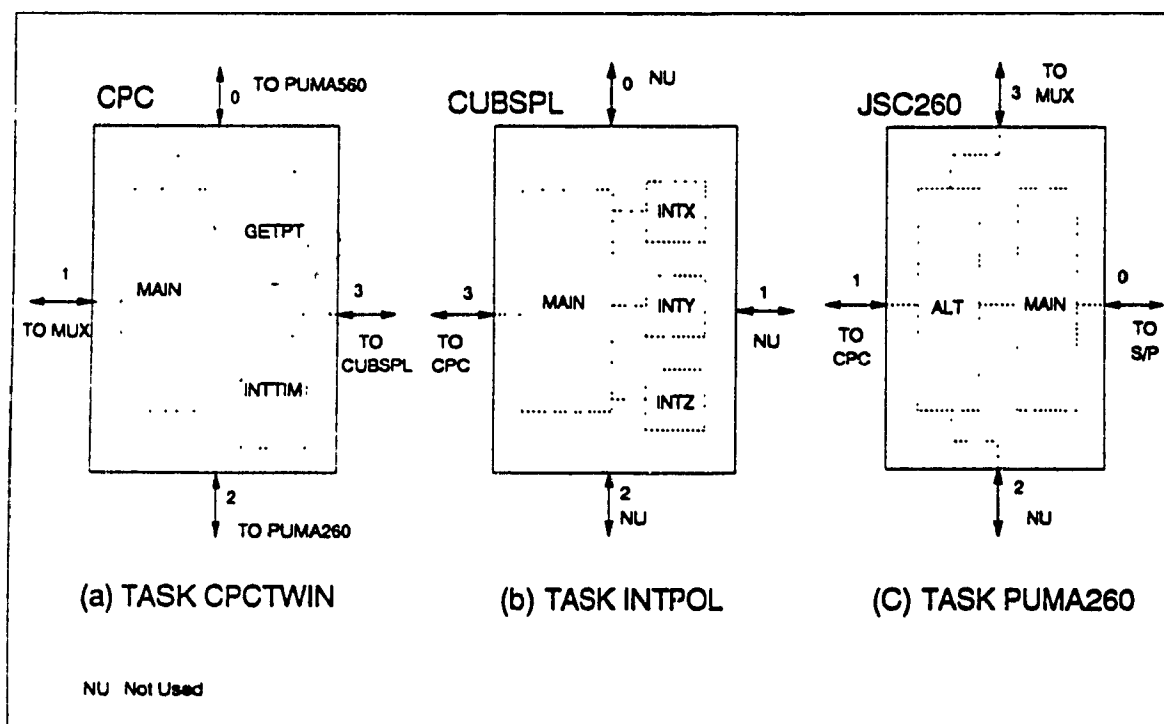 CPC
0 TO PUMA560
GETPT
MAIN
INTTIM
1
TO MUX
3
TO
CUBSPL
2
TO PUMA260
(a) TASK CPCTWIN
CUBSPL
0 NU
INTX
MAIN
INTY
INTZ
3
TO
CPC
1
NU
2
NU
(b) TASK INTPOL
JSC260
3 TO
MUX
ALT MAIN
1
TO
CPC
0
TO
S/P
2
NU
(C) TASK PUMA260
NU Not Used